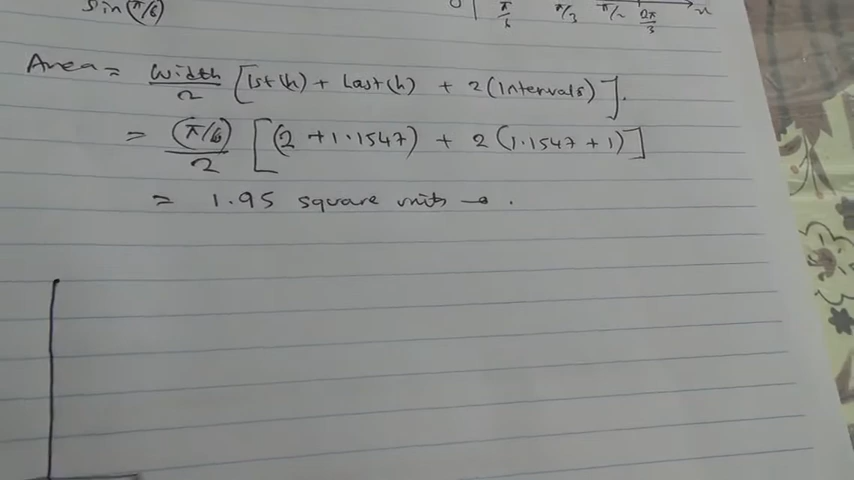 Sin(π/6)
0 π/6 π/3 π/2 2π/3 x
Area = width/2 [1st(h) + Last(h) + 2(Intervals)].
= (π/6)/2 [(2 + 1.1547) + 2(1.1547 + 1)]
= 1.95 square units